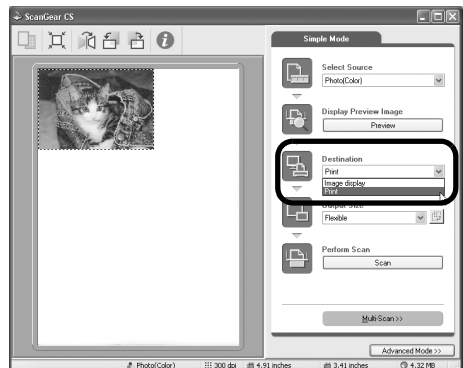 ScanGear CS
Simple Mode
Select Source
Photo(Color)
Display Preview Image
Preview
Destination
Print
Image display
Print
Output Size
Flexible
Perform Scan
Scan
Multi-Scan >>
Advanced Mode >>
Photo(Color) 300 dpi 4.91 inches 3.41 inches 4.32 MB